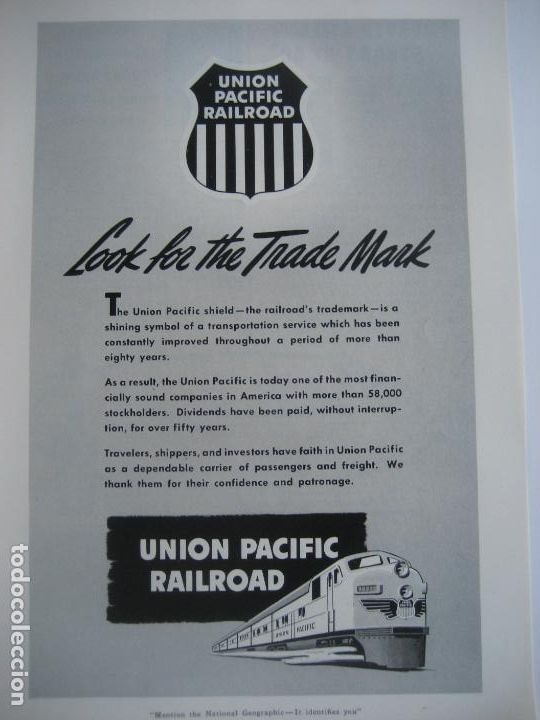 UNION
PACIFIC
RAILROAD
Look for the Trade Mark
The Union Pacific shield—the railroad's trademark—is a
shining symbol of a transportation service which has been
constantly improved throughout a period of more than
eighty years.
As a result, the Union Pacific is today one of the most finan-
cially sound companies in America with more than 58,000
stockholders. Dividends have been paid, without interrup-
tion, for over fifty years.
Travelers, shippers, and investors have faith in Union Pacific
as a dependable carrier of passengers and freight. We
thank them for their confidence and patronage.
UNION PACIFIC
RAILROAD
UNION PACIFIC
"Mention the National Geographic—It identifies you"
todocoleccion